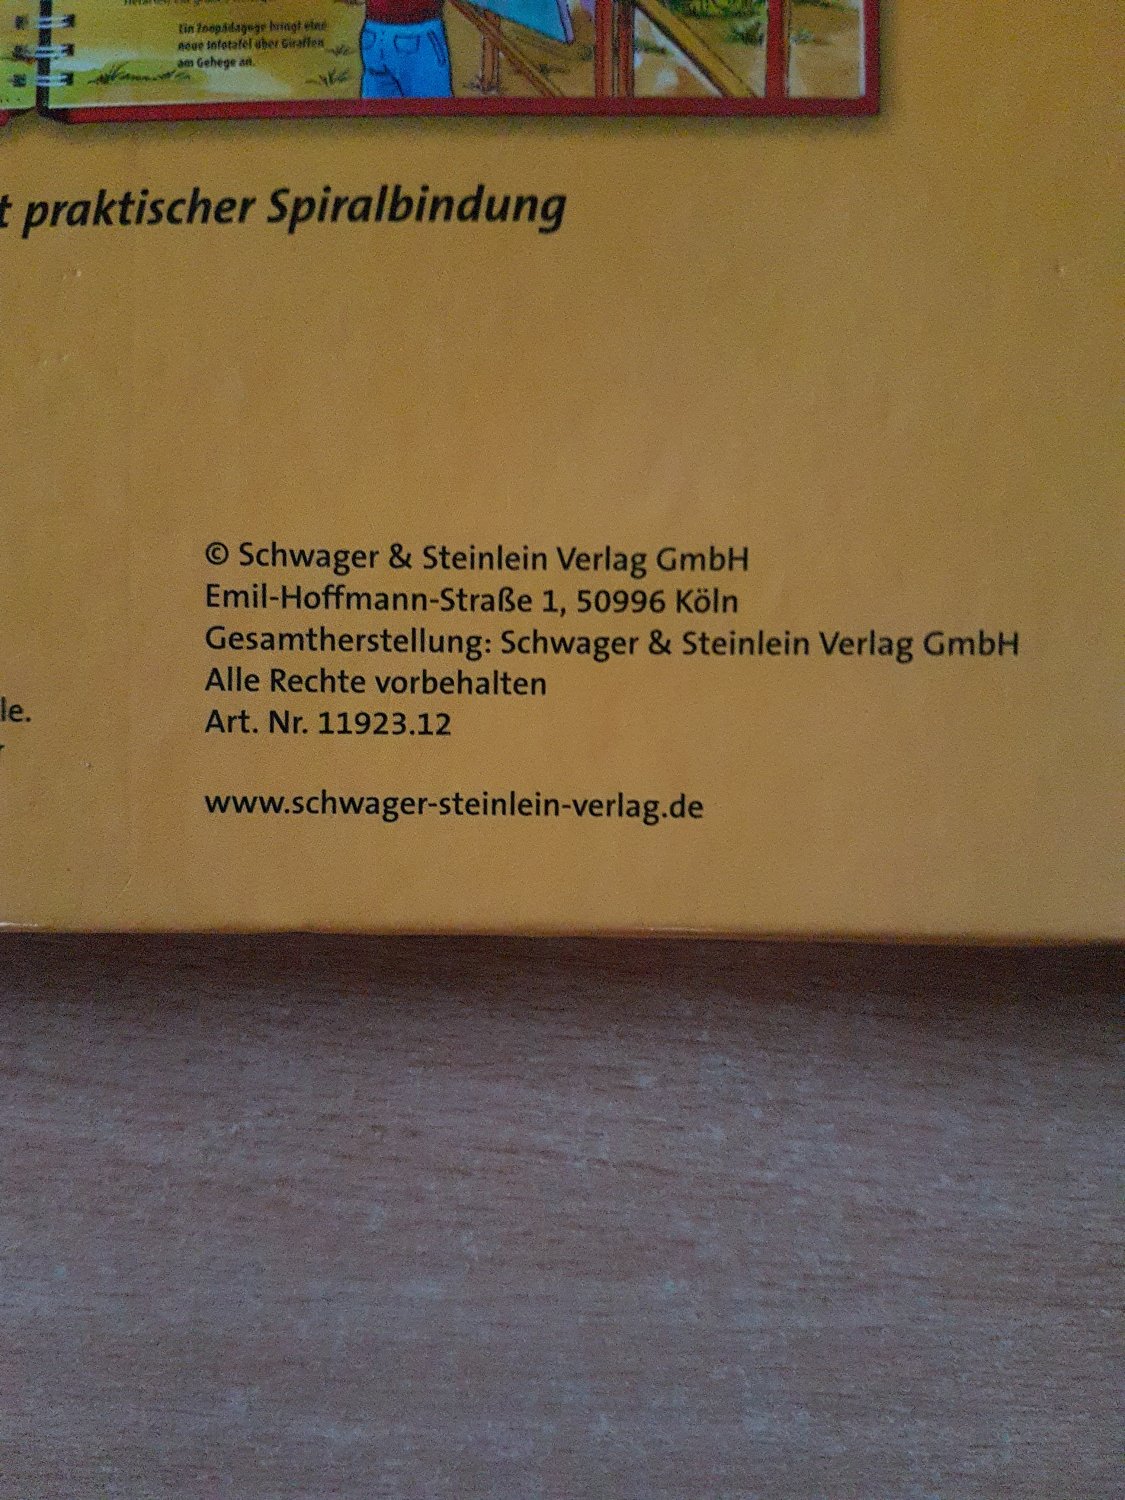 Ein Zoopädagoge bringt eine
neue Infotafel über Giraffen
am Gehege an.
t praktischer Spiralbindung
© Schwager & Steinlein Verlag GmbH
Emil-Hoffmann-Straße 1, 50996 Köln
Gesamtherstellung: Schwager & Steinlein Verlag GmbH
Alle Rechte vorbehalten
le.
Art. Nr. 11923.12
www.schwager-steinlein-verlag.de